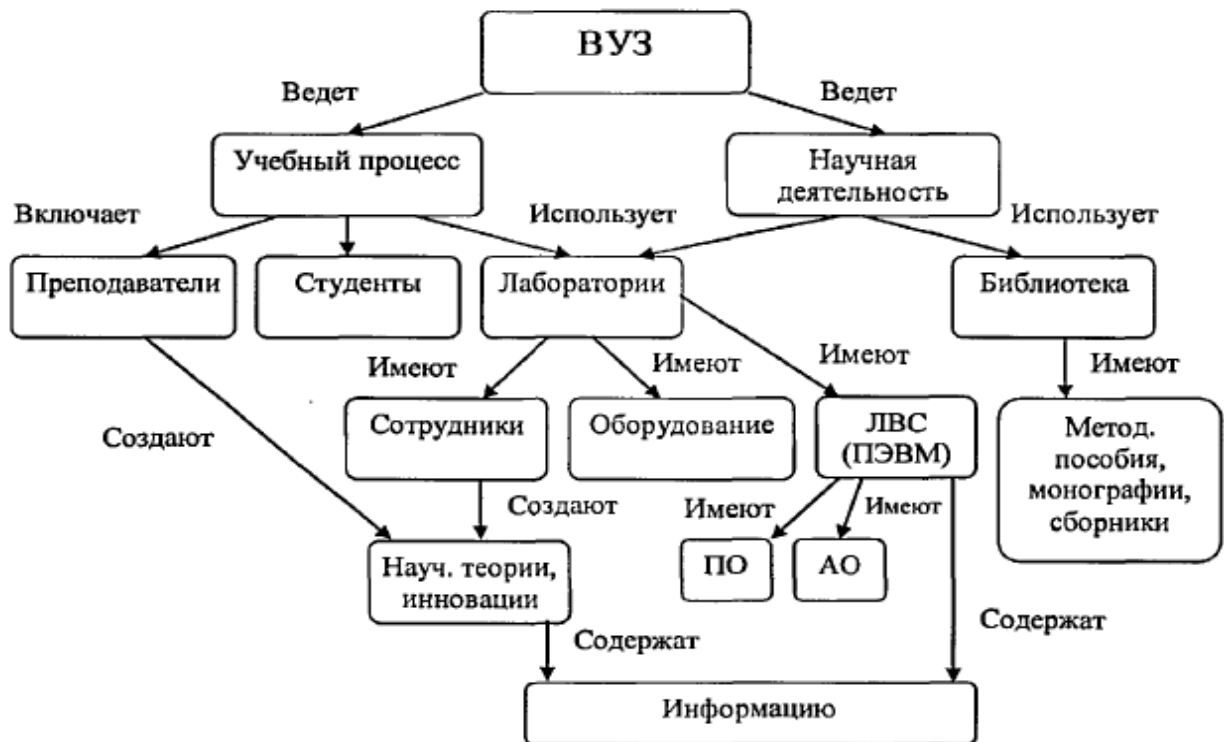 ВУЗ
Ведет
Ведет
Учебный процесс
Научная
деятельность
Включает
Использует
Использует
Преподаватели
Студенты
Лаборатории
Библиотека
Имеют
Имеют
Имеют
Имеют
Создают
Сотрудники
Оборудование
ЛВС
(ПЭВМ)
Метод.
пособия,
монографии,
сборники
Создают
Имеют
Имеют
Науч. теории,
инновации
ПО
АО
Содержат
Содержат
Информацию